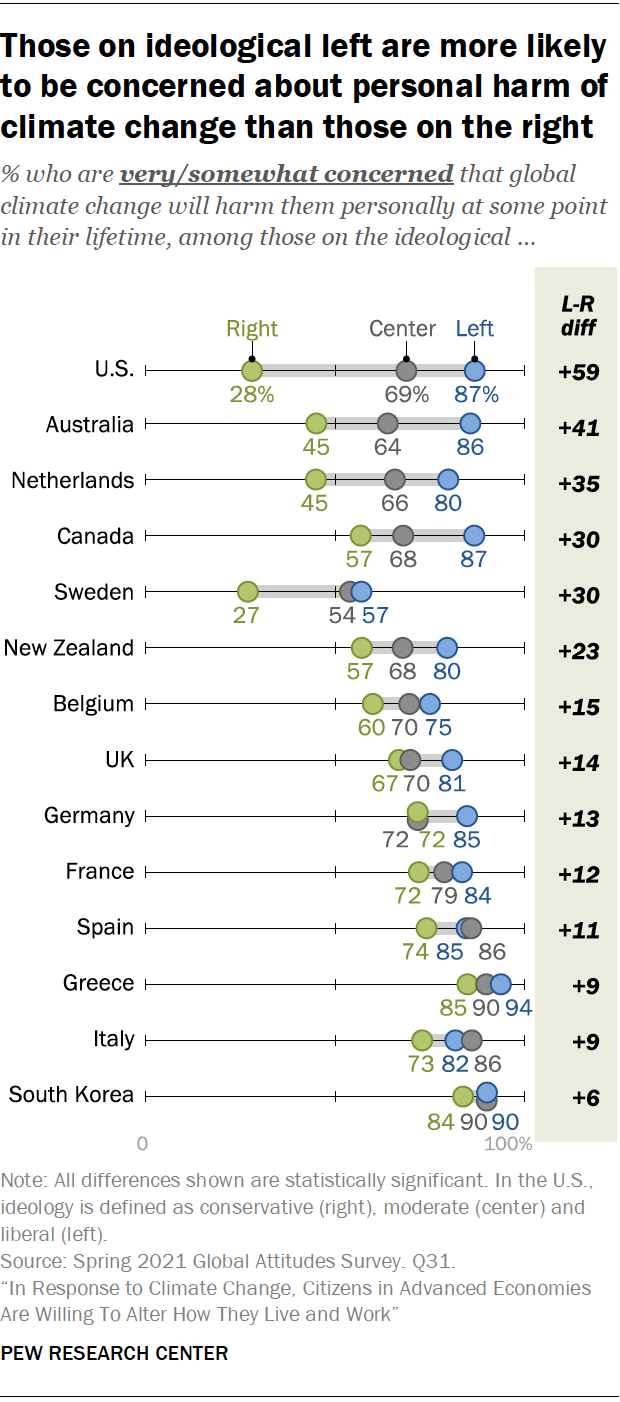 Those on ideological left are more likely
to be concerned about personal harm of
climate change than those on the right
% who are very/somewhat concerned that global
climate change will harm them personally at some point
in their lifetime, among those on the ideological ...
L-R
diff
Right Center Left
U.S. +59
28% 69% 87%
Australia +41
45 64 86
Netherlands +35
45 66 80
Canada +30
57 68 87
Sweden +30
27 54 57
New Zealand +23
57 68 80
Belgium +15
60 70 75
UK +14
67 70 81
Germany +13
72 72 85
France +12
72 79 84
Spain +11
74 85 86
Greece +9
85 90 94
Italy +9
73 82 86
South Korea +6
84 90 90
0 100%
Note: All differences shown are statistically significant. In the U.S.,
ideology is defined as conservative (right), moderate (center) and
liberal (left).
Source: Spring 2021 Global Attitudes Survey. Q31.
“In Response to Climate Change, Citizens in Advanced Economies
Are Willing To Alter How They Live and Work”
PEW RESEARCH CENTER